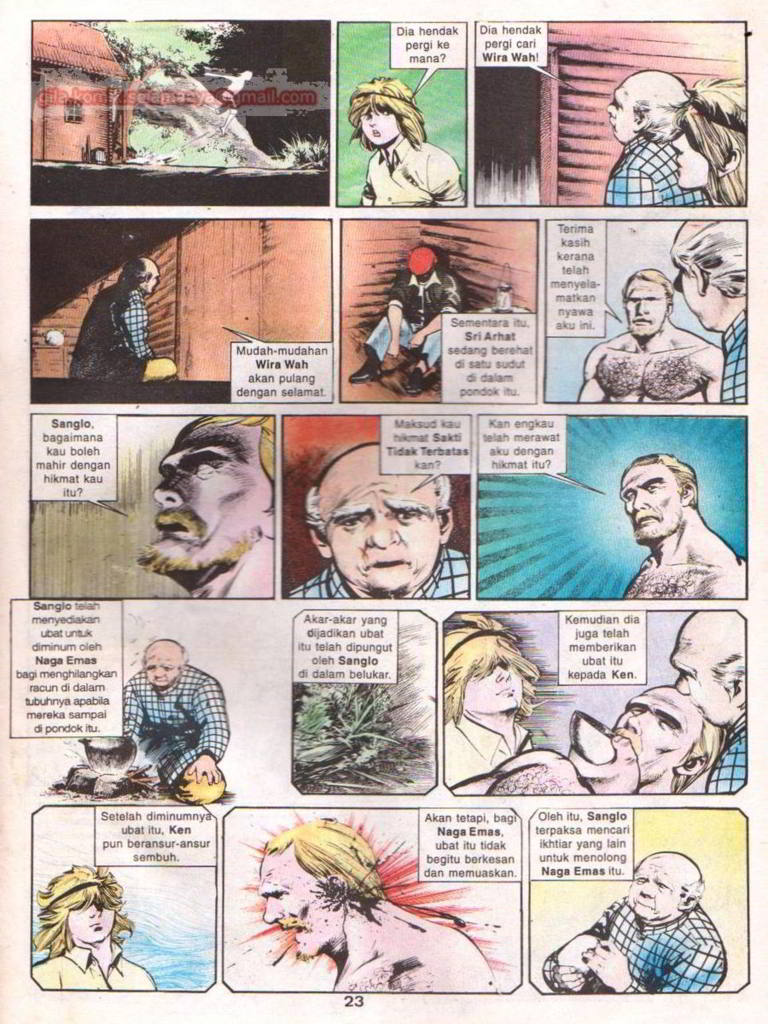 gila.komik.selamanya@gmail.com
Dia hendak
pergi ke
mana?
Dia hendak
pergi cari
Wira Wah!
Mudah-mudahan
Wira Wah
akan pulang
dengan selamat.
Sementara itu,
Sri Arhat
sedang berehat
di satu sudut
di dalam
pondok itu.
Terima
kasih
kerana
telah
menyela-
matkan
nyawa
aku ini.
Sanglo,
bagaimana
kau boleh
mahir dengan
hikmat kau
itu?
Maksud kau
hikmat Sakti
Tidak Terbatas
kan?
Kan engkau
telah merawat
aku dengan
hikmat itu?
Sanglo telah
menyediakan
ubat untuk
diminum oleh
Naga Emas
bagi menghilangkan
racun di dalam
tubuhnya apabila
mereka sampai
di pondok itu.
Akar-akar yang
dijadikan ubat
itu telah dipungut
oleh Sanglo
di dalam belukar.
Kemudian dia
juga telah
memberikan
ubat itu
kepada Ken.
Setelah diminumnya
ubat itu, Ken
pun beransur-ansur
sembuh.
Akan tetapi, bagi
Naga Emas,
ubat itu tidak
begitu berkesan
dan memuaskan.
Oleh itu, Sanglo
terpaksa mencari
ikhtiar yang lain
untuk menolong
Naga Emas itu.
23